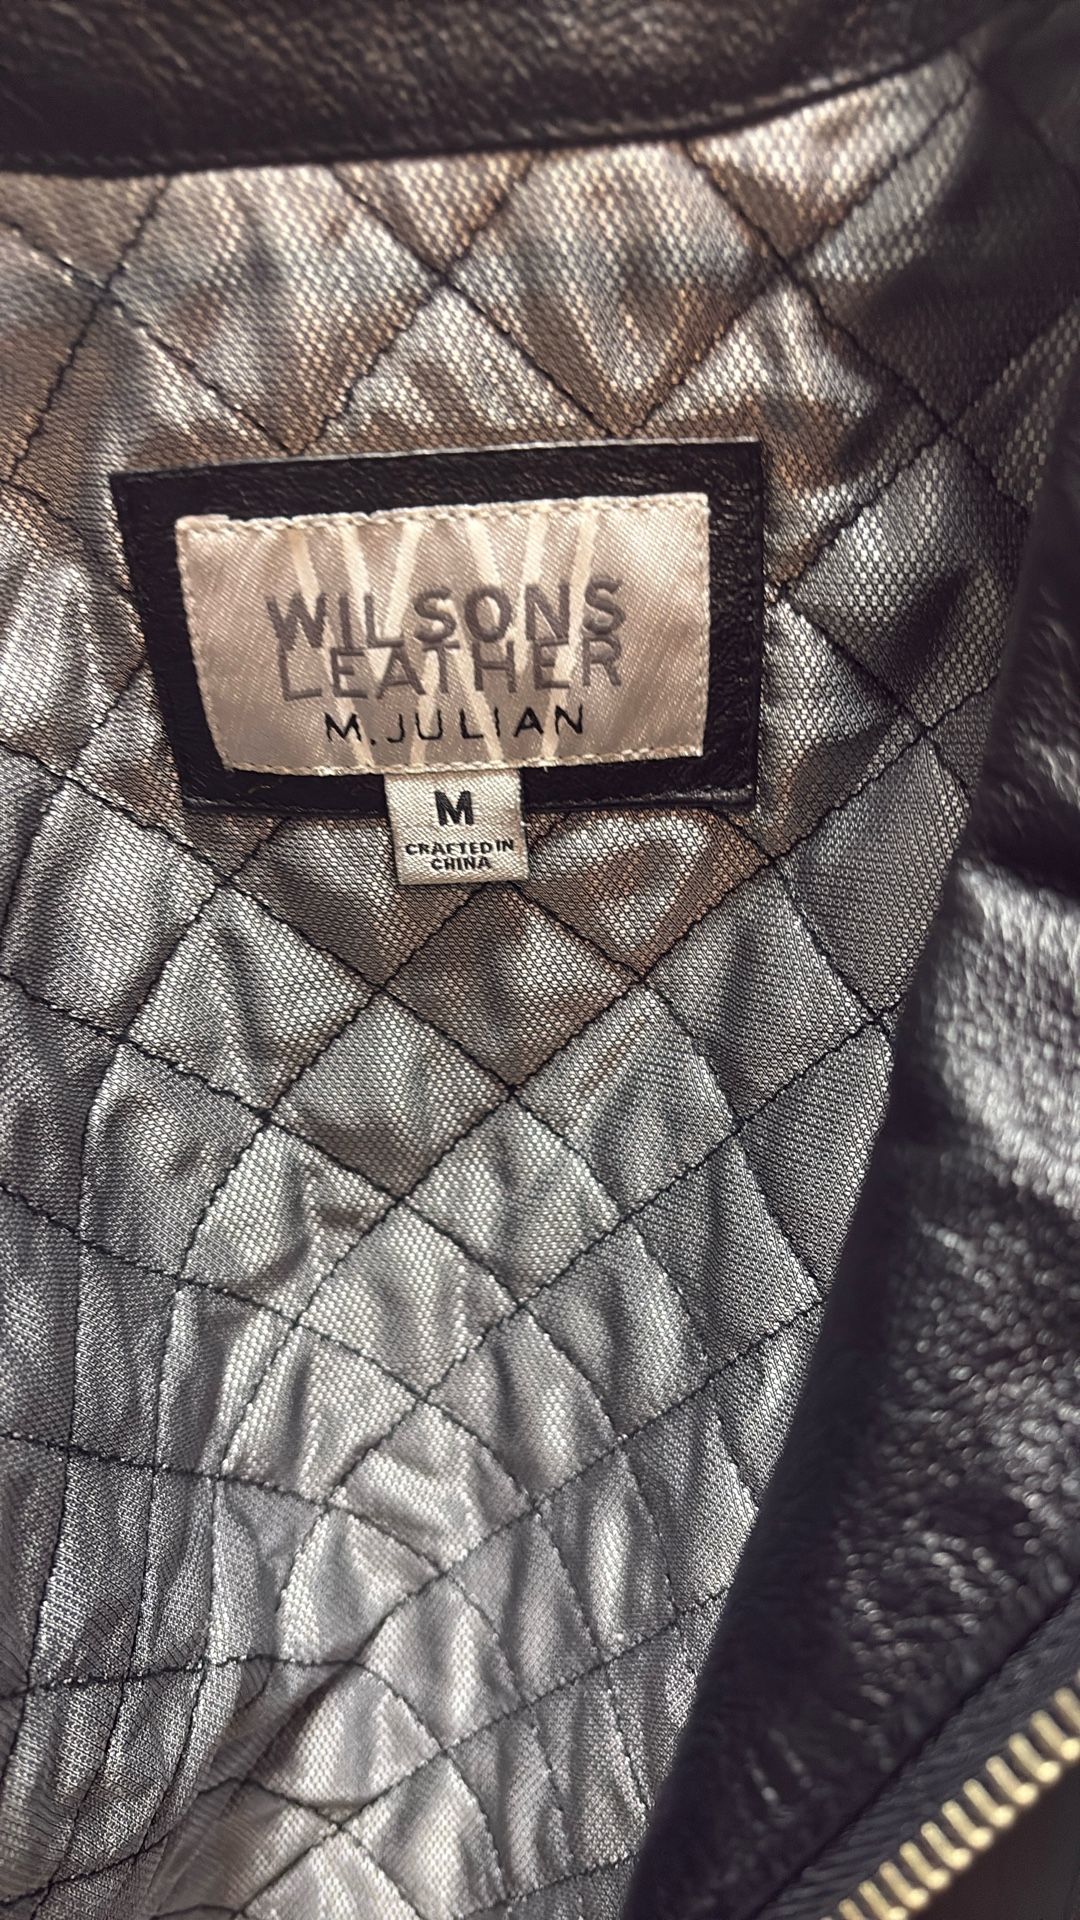 WILSONS
LEATHER
M. JULIAN
M
CRAFTED IN
CHINA